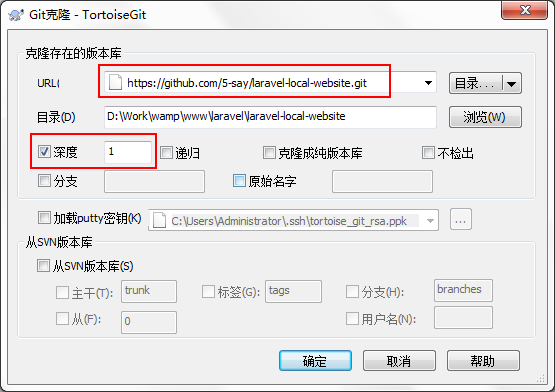 Git克隆 - TortoiseGit
克隆存在的版本库
URL( https://github.com/5-say/laravel-local-website.git 目录...
目录(D) D:\Work\wamp\www\laravel\laravel-local-website 浏览(W)
深度 1 递归 克隆成纯版本库 不检出
分支 原始名字
加载putty密钥(K) C:\Users\Administrator\.ssh\tortoise_git_rsa.ppk ...
从SVN版本库
从SVN版本库(S)
主干(T): trunk 标签(G): tags 分支(H): branches
从(F): 0 用户名(N):
确定 取消 帮助